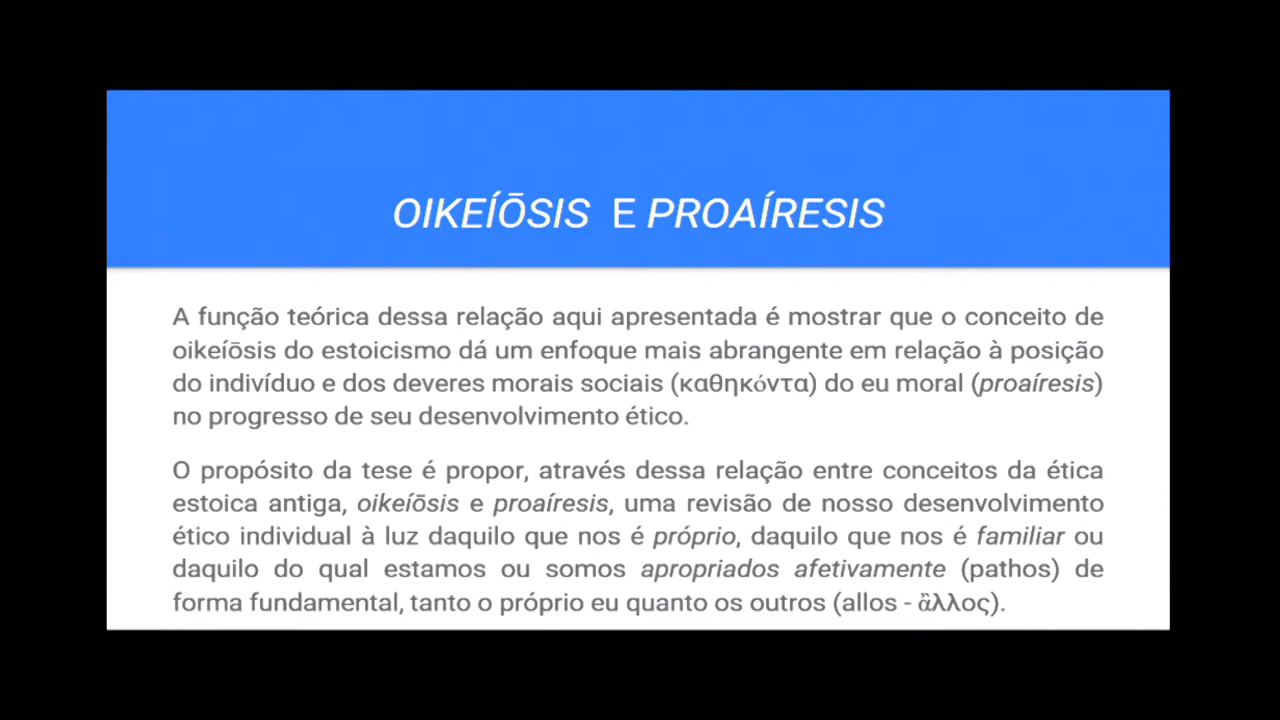 OIKEÍŌSIS E PROAÍRESIS
A função teórica dessa relação aqui apresentada é mostrar que o conceito de
oikeíōsis do estoicismo dá um enfoque mais abrangente em relação à posição
do indivíduo e dos deveres morais sociais (καθηκόντα) do eu moral (proaíresis)
no progresso de seu desenvolvimento ético.
O propósito da tese é propor, através dessa relação entre conceitos da ética
estoica antiga, oikeíōsis e proaíresis, uma revisão de nosso desenvolvimento
ético individual à luz daquilo que nos é próprio, daquilo que nos é familiar ou
daquilo do qual estamos ou somos apropriados afetivamente (pathos) de
forma fundamental, tanto o próprio eu quanto os outros (allos - ἂλλος).